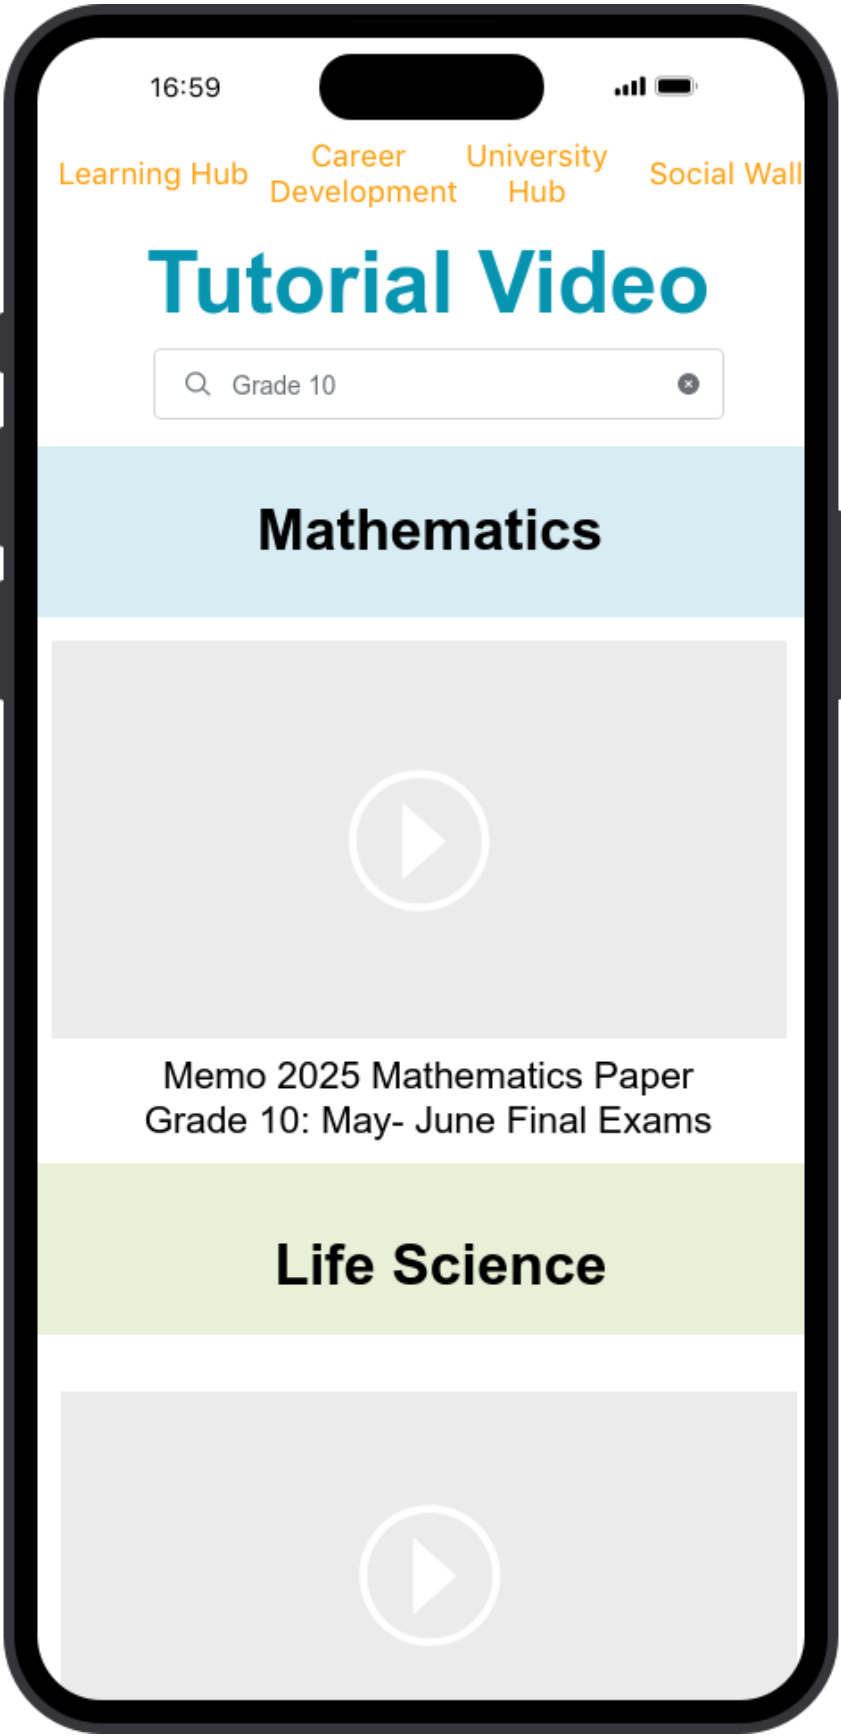 16:59
Learning Hub
Career
Development
University
Hub
Social Wall
Tutorial Video
Grade 10
Mathematics
Memo 2025 Mathematics Paper
Grade 10: May- June Final Exams
Life Science